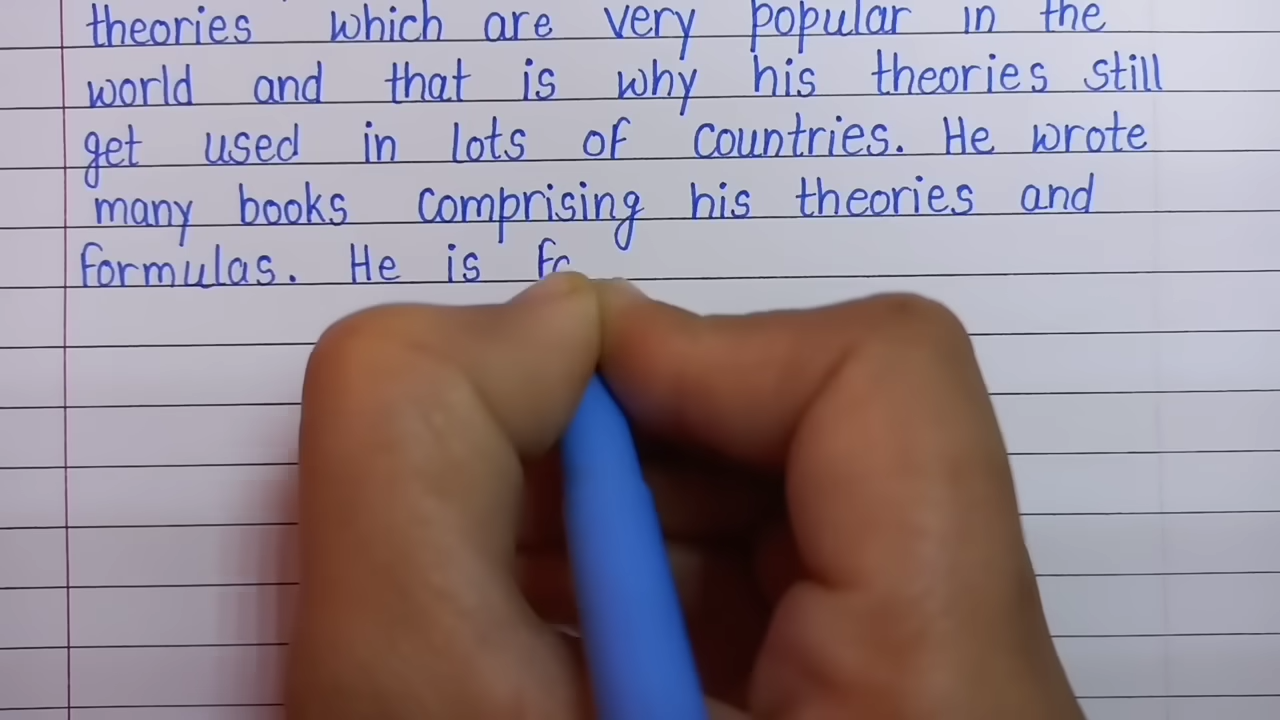 theories which are very popular in the
world and that is why his theories still
get used in lots of countries. He wrote
many books comprising his theories and
formulas. He is